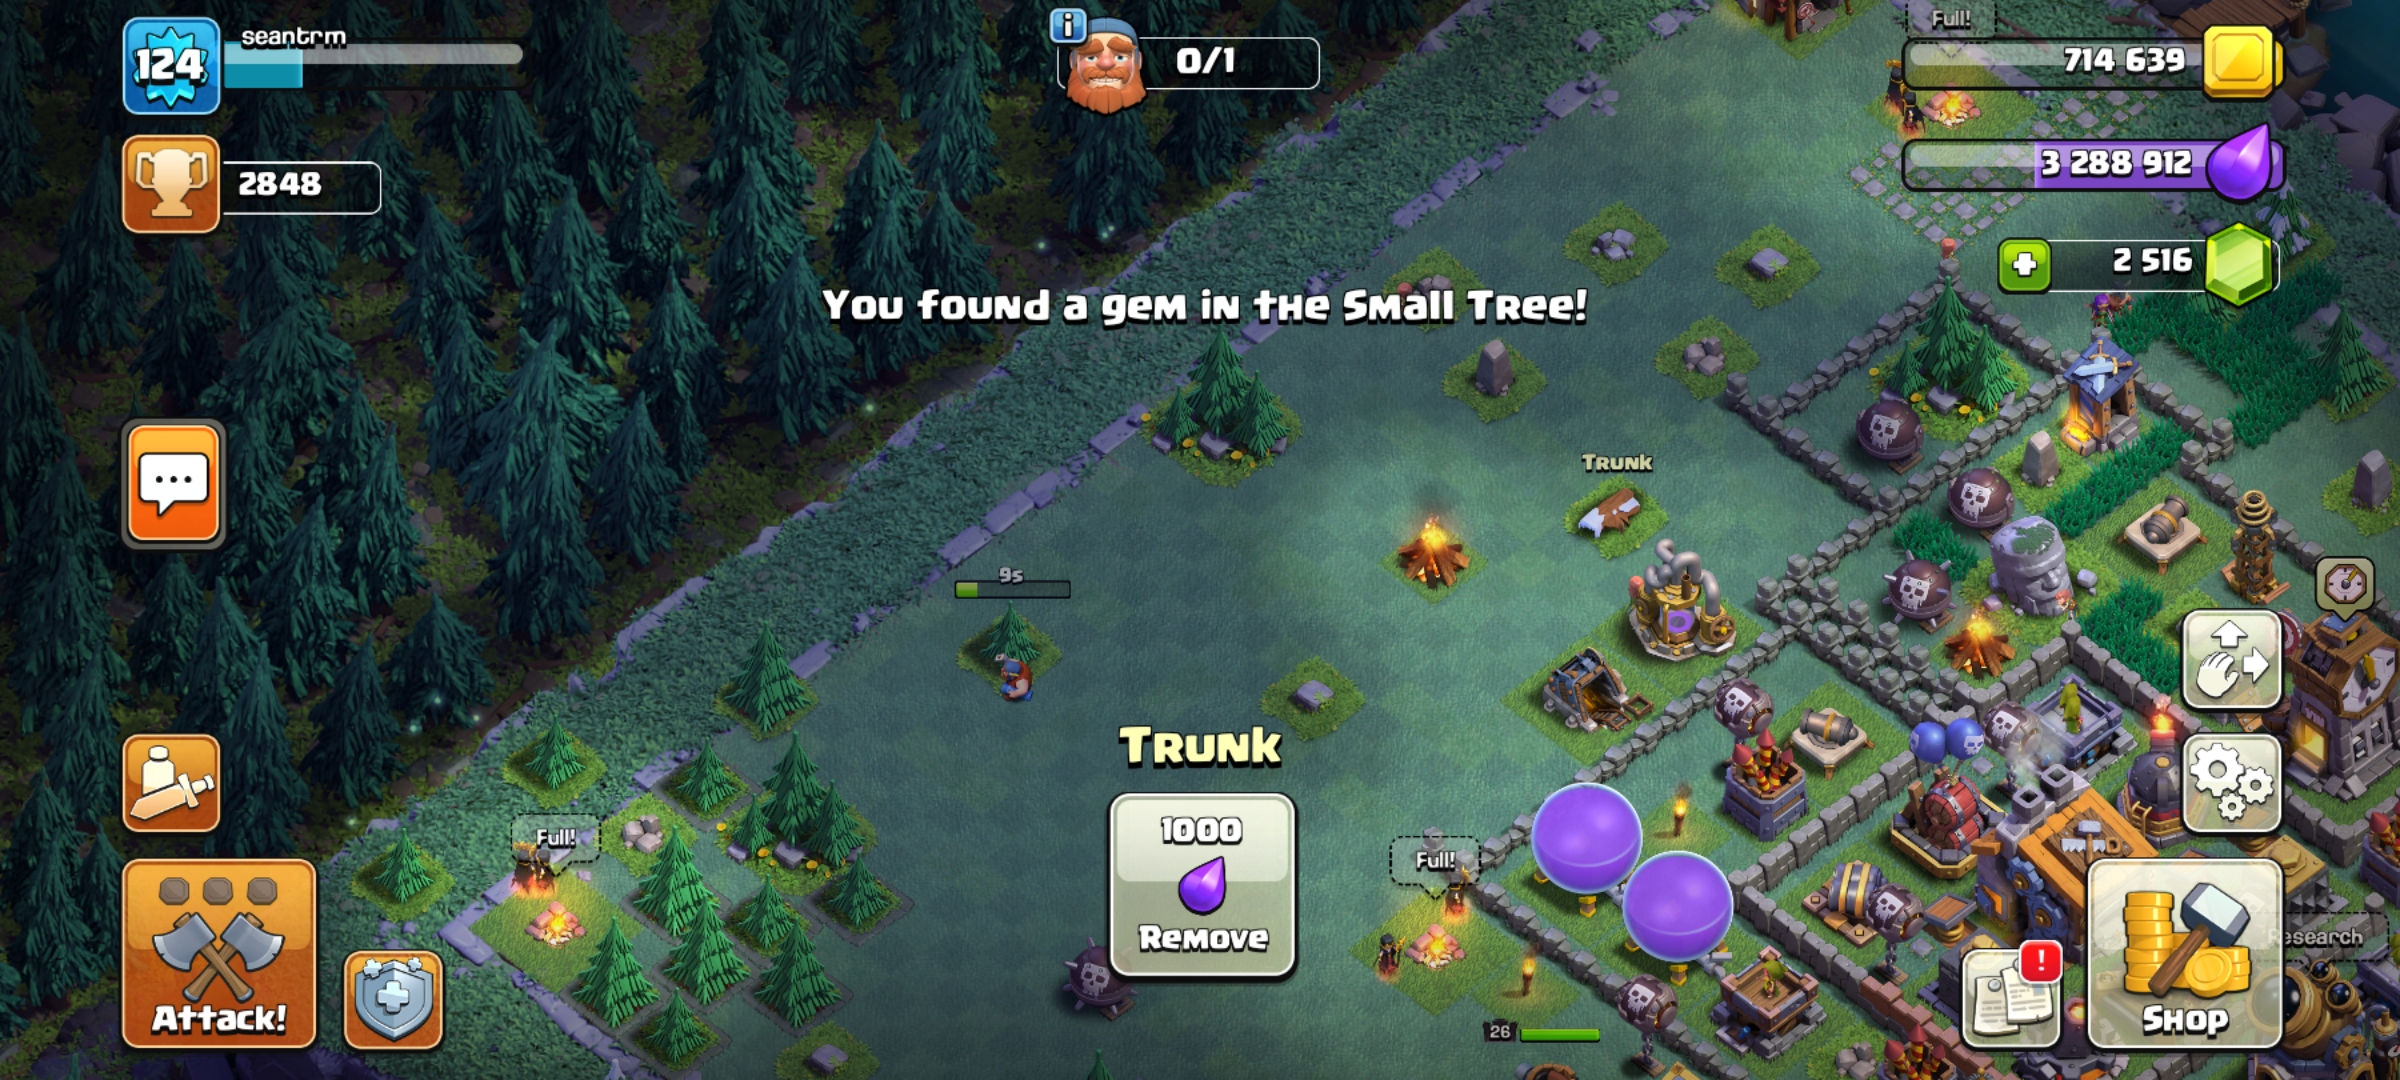 124
seantrm
0/1
Full!
714 639
2848
3 288 912
2 516
You found a gem in the Small Tree!
Trunk
9s
Trunk
1000
Remove
Full!
Full!
Attack!
26
Research
Shop